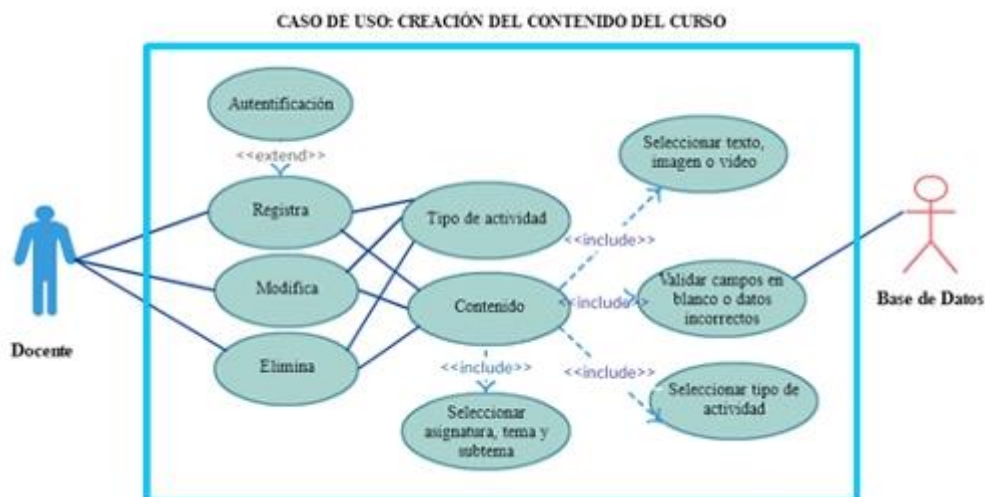 CASO DE USO: CREACIÓN DEL CONTENIDO DEL CURSO
Autentificación
<<extend>>
Registra
Modifica
Elimina
Docente
Tipo de actividad
Contenido
<<include>>
Seleccionar
asignatura, tema y
subtema
<<include>>
Seleccionar texto,
imagen o video
<<include>>
Validar campos en
blanco o datos
incorrectos
<<include>>
Seleccionar tipo de
actividad
Base de Datos